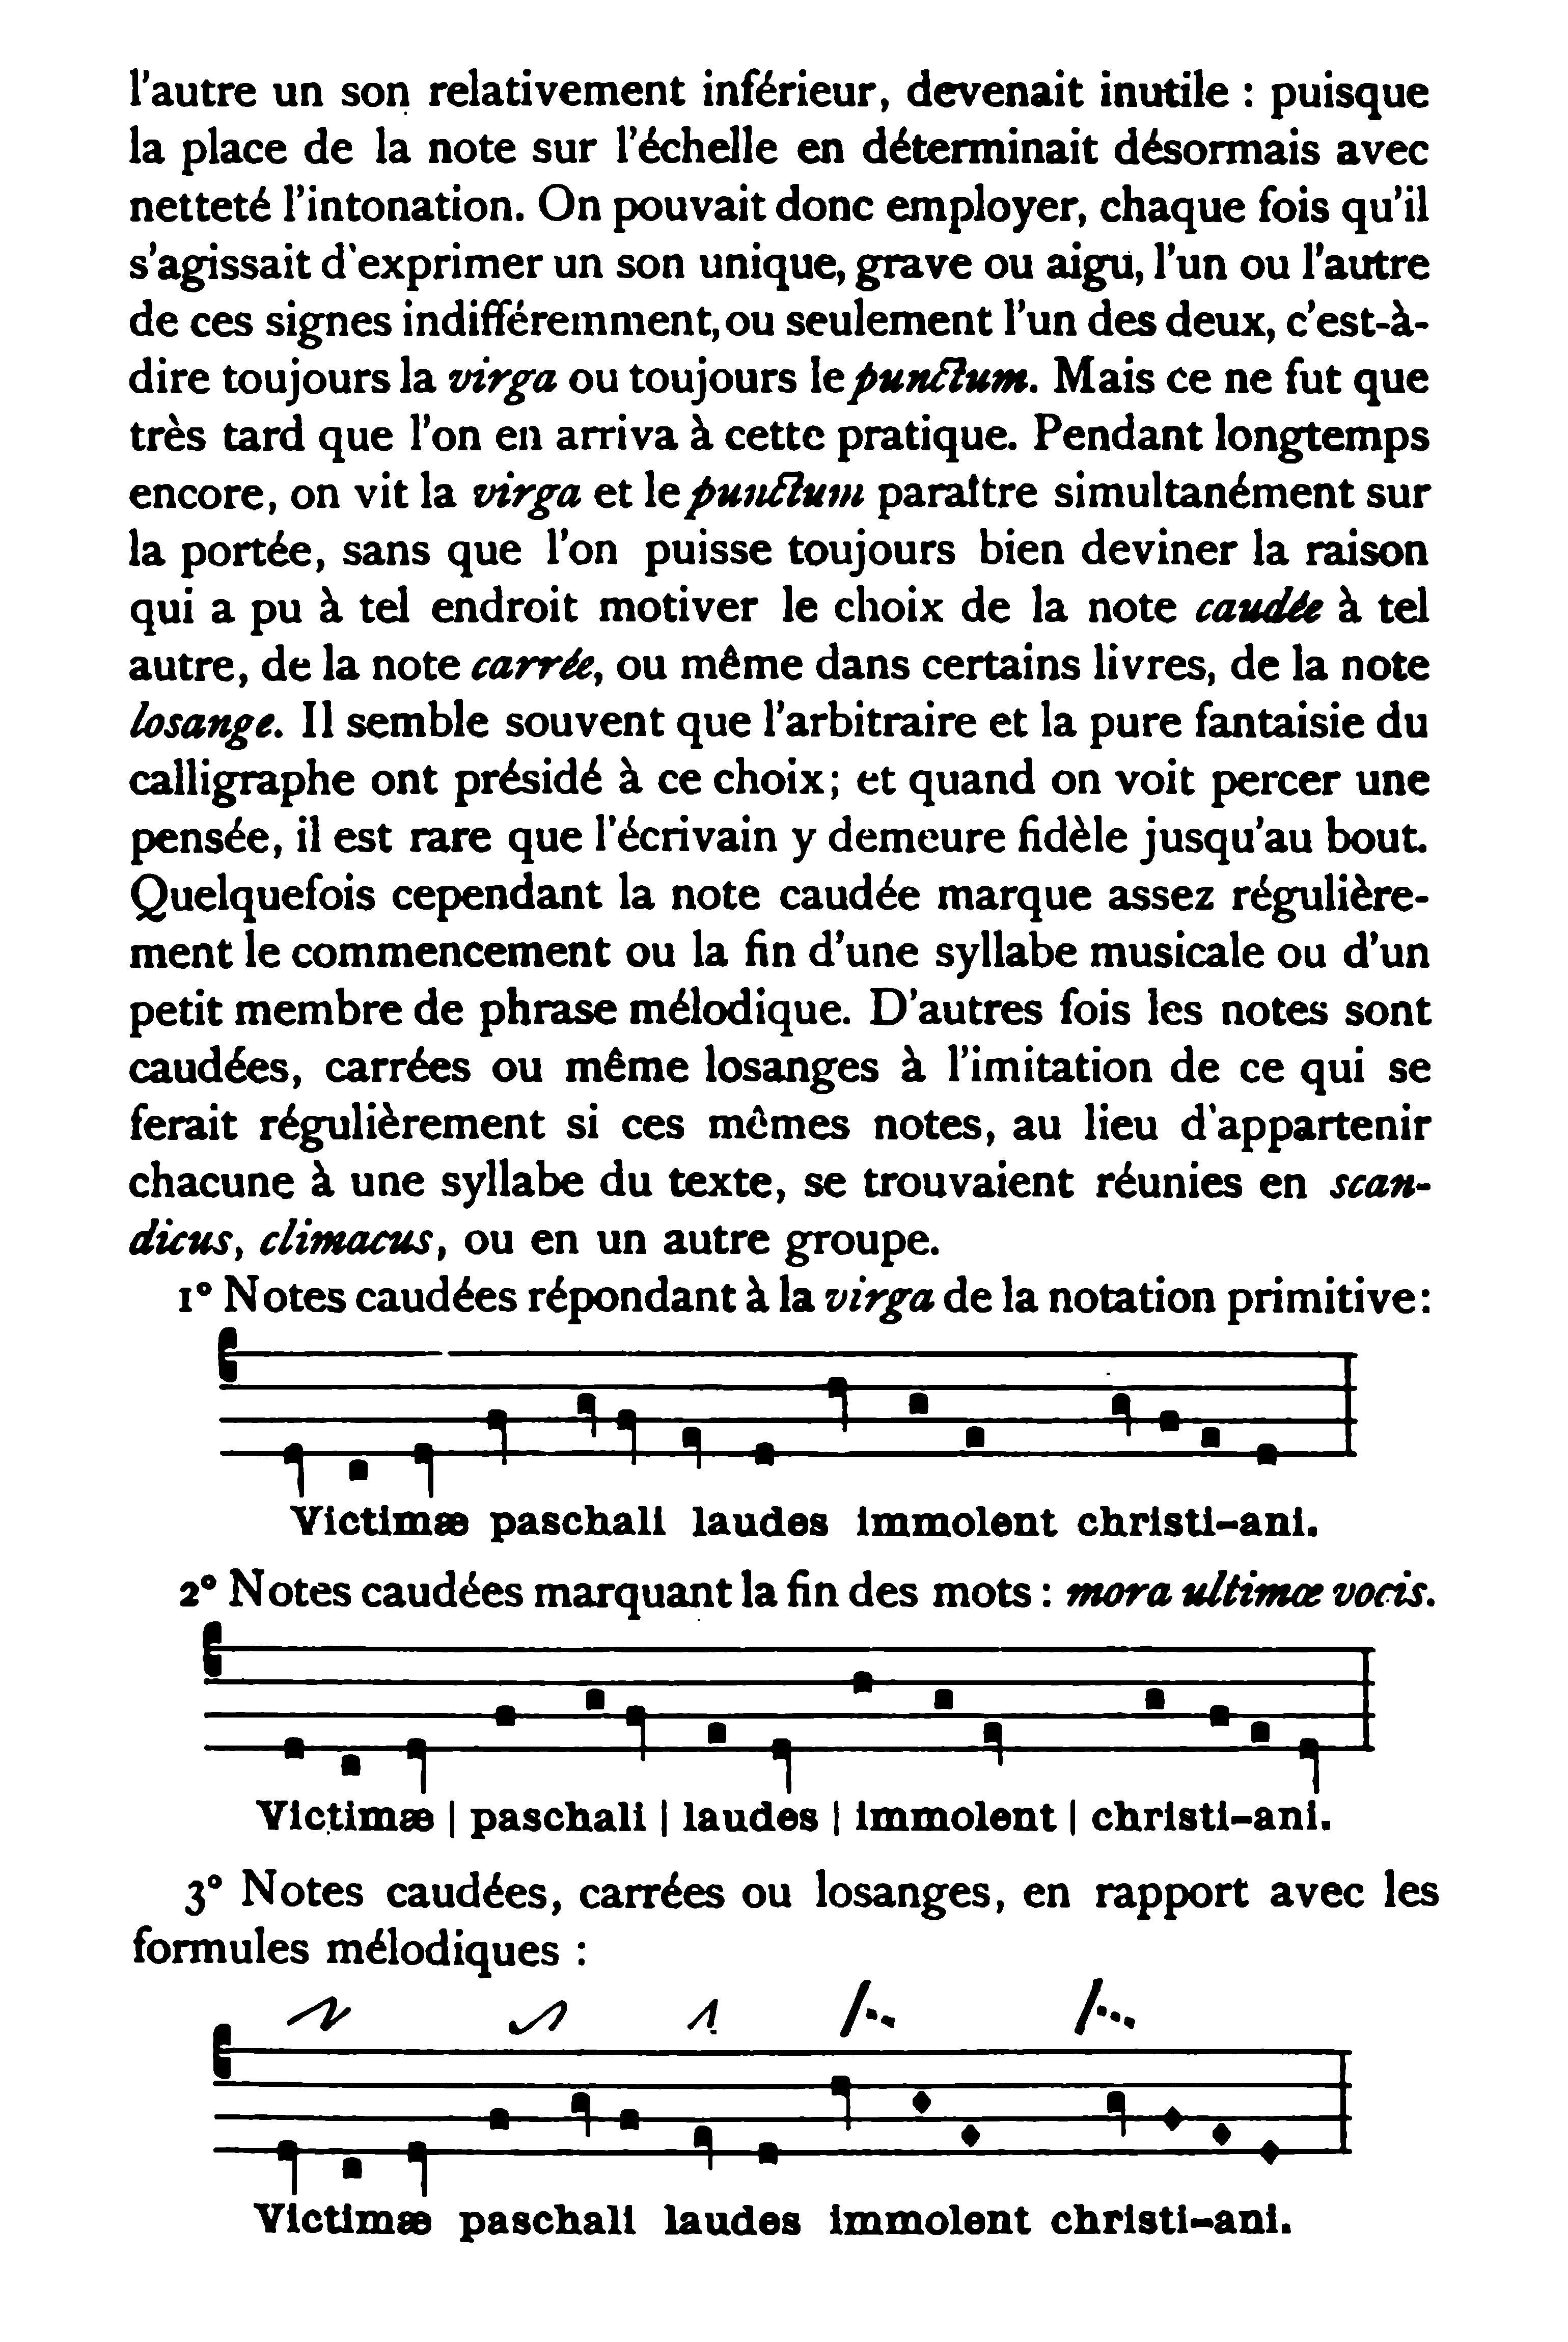 l'autre un son relativement inférieur, devenait inutile : puisque
la place de la note sur l'échelle en déterminait désormais avec
netteté l'intonation. On pouvait donc employer, chaque fois qu'il
s'agissait d'exprimer un son unique, grave ou aigu, l'un ou l'autre
de ces signes indifféremment, ou seulement l'un des deux, c'est-à-
dire toujours la virga ou toujours le punctum. Mais ce ne fut que
très tard que l'on en arriva à cette pratique. Pendant longtemps
encore, on vit la virga et le punctum paraître simultanément sur
la portée, sans que l'on puisse toujours bien deviner la raison
qui a pu à tel endroit motiver le choix de la note caudée à tel
autre, de la note carrée, ou même dans certains livres, de la note
losange. Il semble souvent que l'arbitraire et la pure fantaisie du
calligraphe ont présidé à ce choix; et quand on voit percer une
pensée, il est rare que l'écrivain y demeure fidèle jusqu'au bout.
Quelquefois cependant la note caudée marque assez régulière-
ment le commencement ou la fin d'une syllabe musicale ou d'un
petit membre de phrase mélodique. D'autres fois les notes sont
caudées, carrées ou même losanges à l'imitation de ce qui se
ferait régulièrement si ces mêmes notes, au lieu d'appartenir
chacune à une syllabe du texte, se trouvaient réunies en scan-
dicus, climacus, ou en un autre groupe.
1° Notes caudées répondant à la virga de la notation primitive:
Victimæ paschali laudes immolent christi-ani.
2° Notes caudées marquant la fin des mots : mora ultimæ vocis.
Victimæ | paschali | laudes | immolent | christi-ani.
3° Notes caudées, carrées ou losanges, en rapport avec les
formules mélodiques :
Victimæ paschali laudes immolent christi-ani.